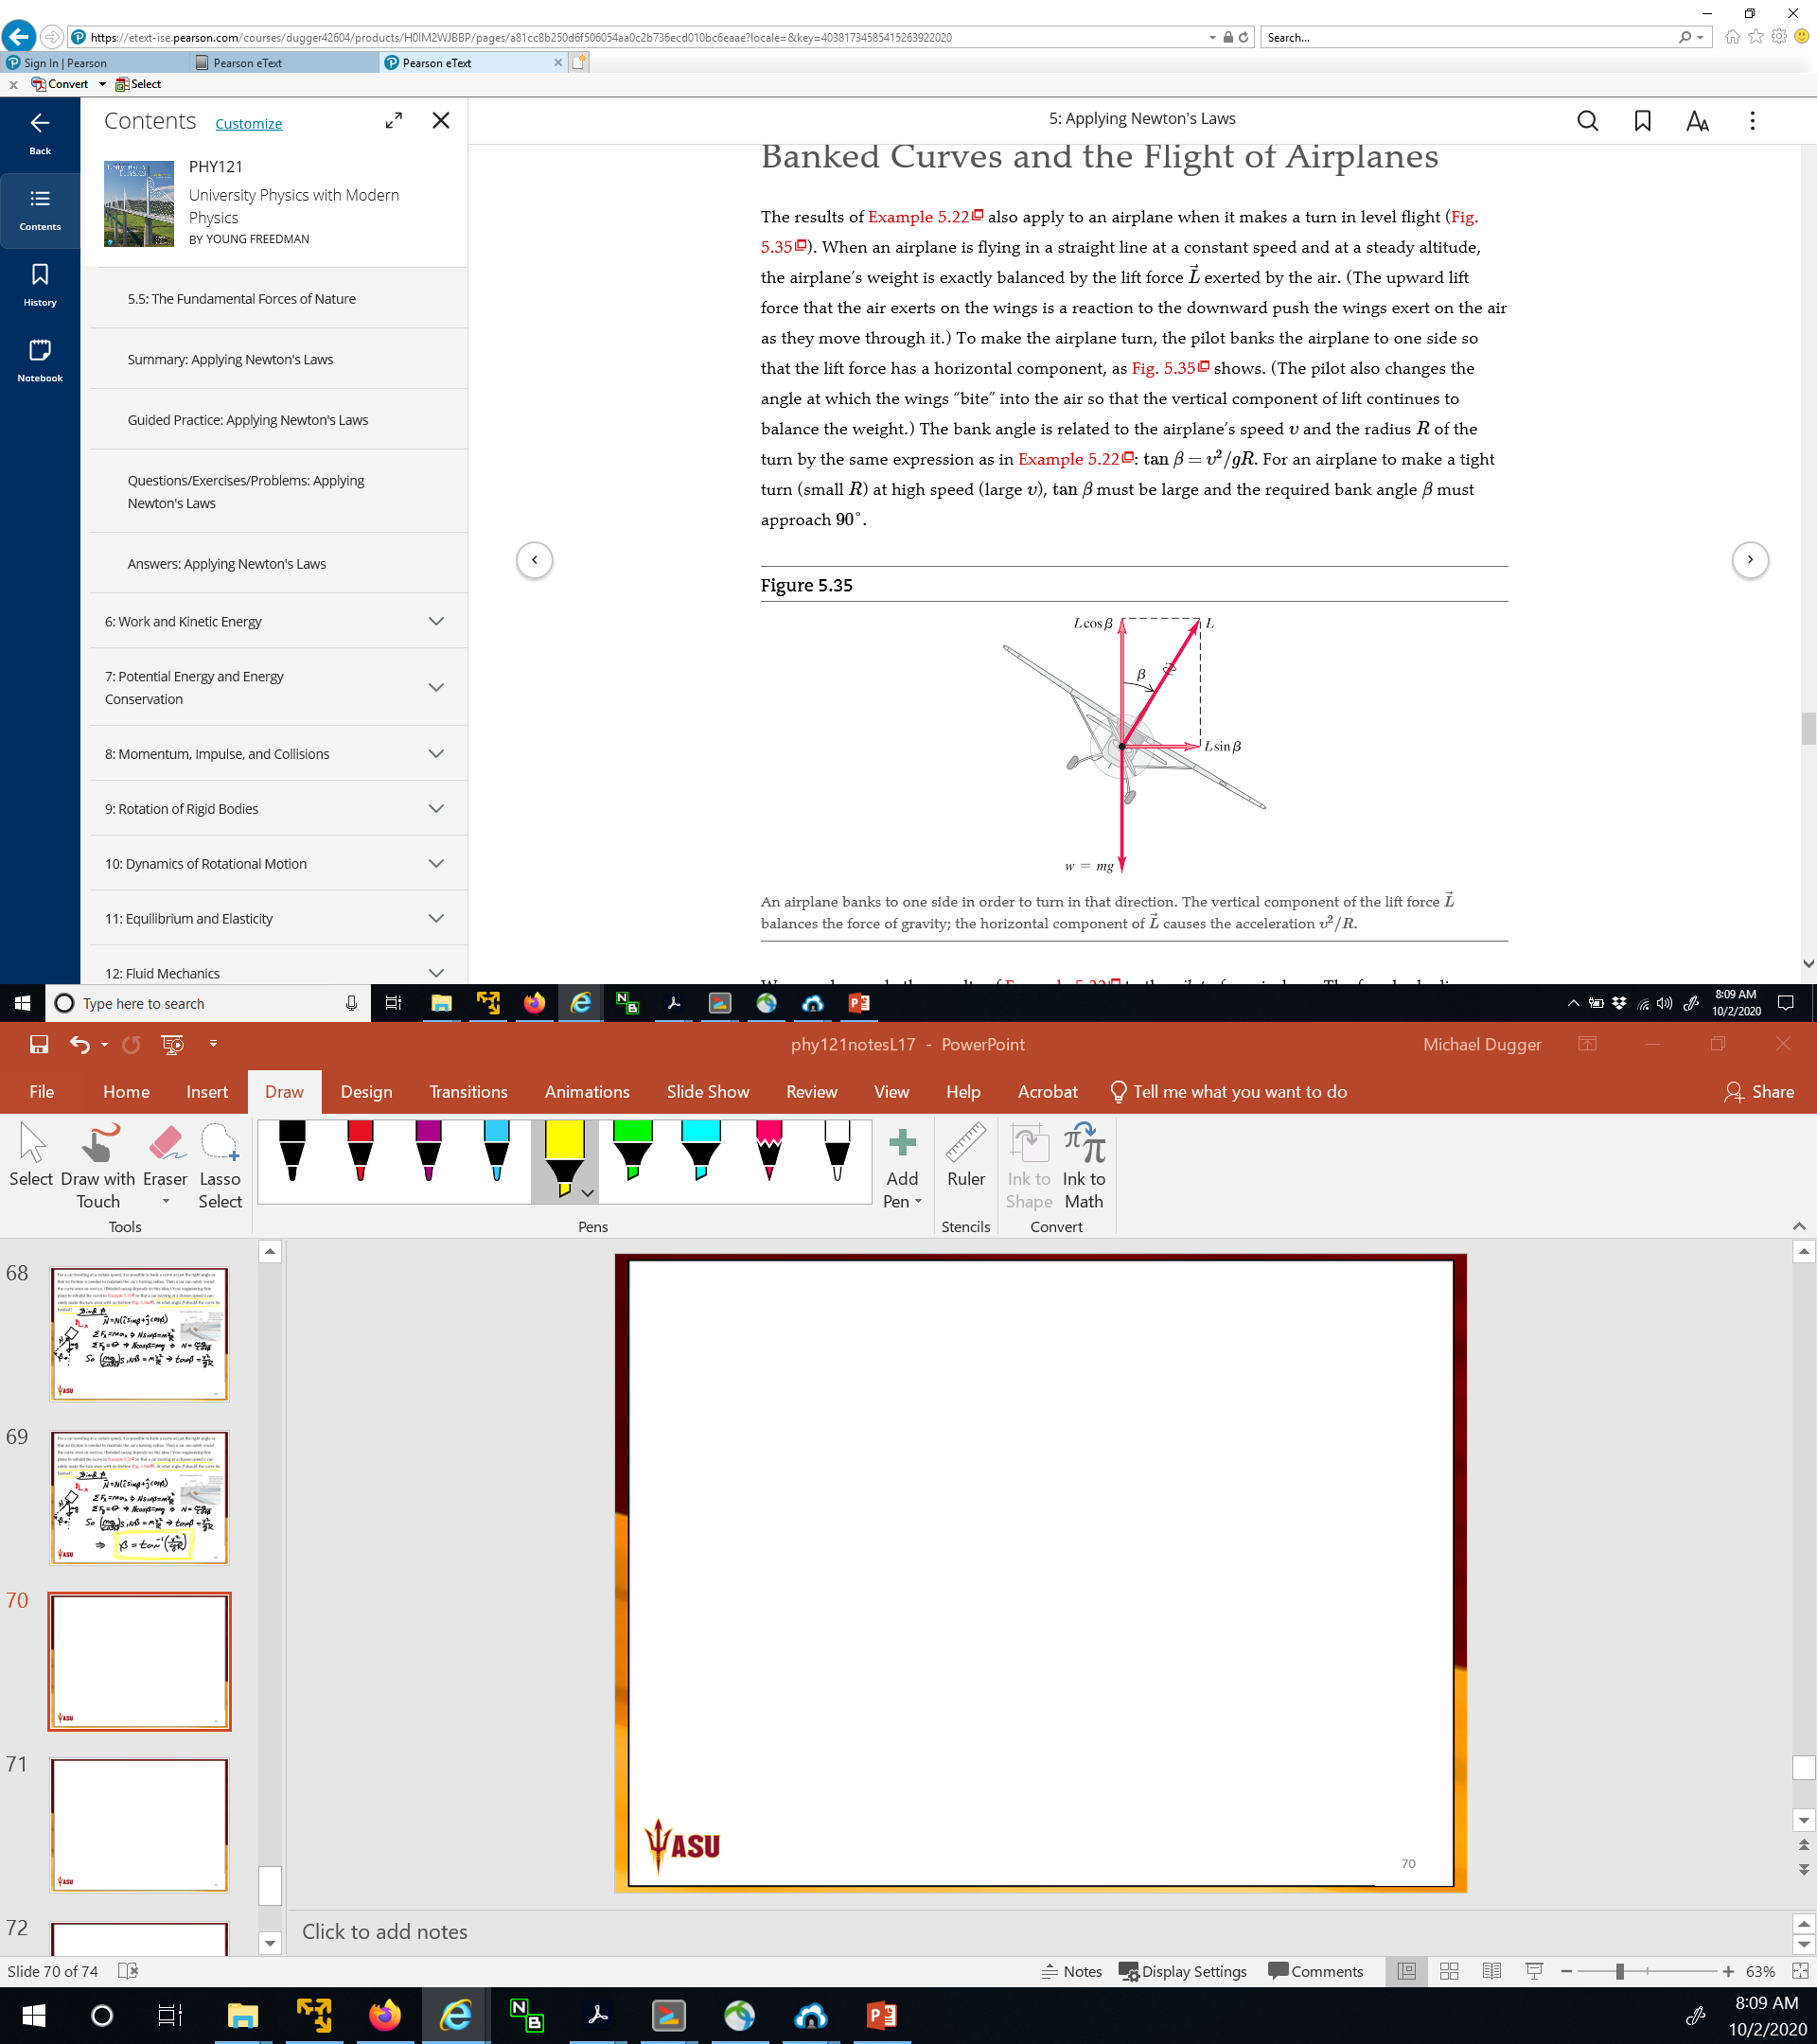 https://etext-ise.pearson.com/courses/dugger42604/products/H0IM2WJBBP/pages/a81cc8b250d6f506054aa0c2b736ecd010bc6eaae?locale=&key=40381734585415263922020
Search...
Sign In | Pearson
Pearson eText
Pearson eText
Convert
Select
Back
Contents
History
Notebook
Contents
Customize
PHY121
University Physics with Modern
Physics
BY YOUNG FREEDMAN
5.5: The Fundamental Forces of Nature
Summary: Applying Newton's Laws
Guided Practice: Applying Newton's Laws
Questions/Exercises/Problems: Applying
Newton's Laws
Answers: Applying Newton's Laws
6: Work and Kinetic Energy
7: Potential Energy and Energy
Conservation
8: Momentum, Impulse, and Collisions
9: Rotation of Rigid Bodies
10: Dynamics of Rotational Motion
11: Equilibrium and Elasticity
12: Fluid Mechanics
5: Applying Newton's Laws
Banked Curves and the Flight of Airplanes
The results of Example 5.22 also apply to an airplane when it makes a turn in level flight (Fig.
5.35). When an airplane is flying in a straight line at a constant speed and at a steady altitude,
the airplane's weight is exactly balanced by the lift force L⃗ exerted by the air. (The upward lift
force that the air exerts on the wings is a reaction to the downward push the wings exert on the air
as they move through it.) To make the airplane turn, the pilot banks the airplane to one side so
that the lift force has a horizontal component, as Fig. 5.35 shows. (The pilot also changes the
angle at which the wings “bite” into the air so that the vertical component of lift continues to
balance the weight.) The bank angle is related to the airplane's speed v and the radius R of the
turn by the same expression as in Example 5.22: tan β = v²/gR. For an airplane to make a tight
turn (small R) at high speed (large v), tan β must be large and the required bank angle β must
approach 90°.
Figure 5.35
L cos β
L
β
L sin β
w = mg
An airplane banks to one side in order to turn in that direction. The vertical component of the lift force L⃗
balances the force of gravity; the horizontal component of L⃗ causes the acceleration v²/R.
Type here to search
8:09 AM
10/2/2020
phy121notesL17 - PowerPoint
Michael Dugger
File
Home
Insert
Draw
Design
Transitions
Animations
Slide Show
Review
View
Help
Acrobat
Tell me what you want to do
Share
Select
Draw with
Touch
Eraser
Lasso
Select
Tools
Pens
Add
Pen
Ruler
Stencils
Ink to
Shape
Ink to
Math
Convert
68
ASU
69
ASU
70
ASU
71
ASU
72
ASU
70
Click to add notes
Slide 70 of 74
Notes
Display Settings
Comments
63%
8:09 AM
10/2/2020